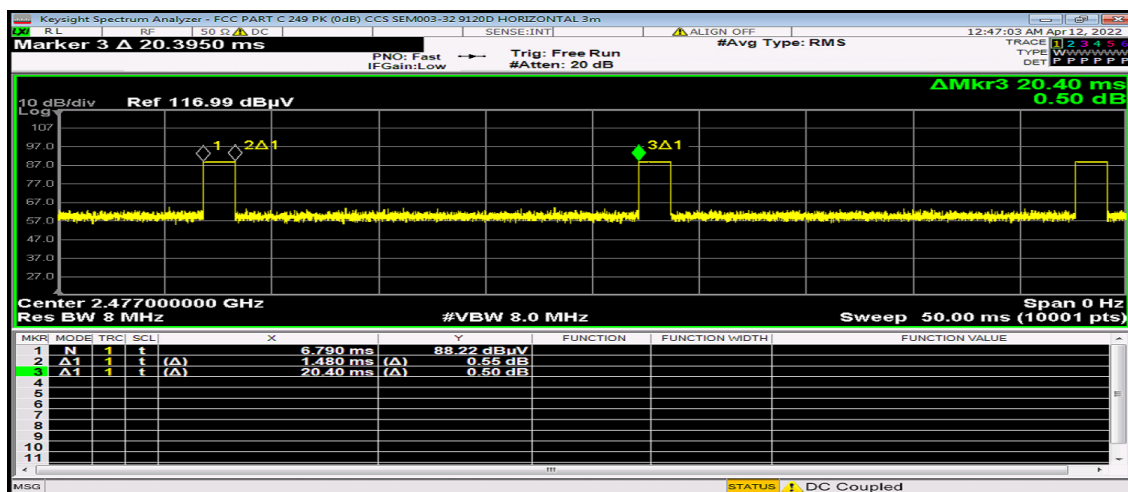 Keysight Spectrum Analyzer - FCC PART C 249 PK (0dB) CCS SEM003-32 9120D HORIZONTAL 3m
LXI RL RF 50 Ω DC SENSE:INT ALIGN OFF 12:47:03 AM Apr 12, 2022
Marker 3 Δ 20.3950 ms #Avg Type: RMS TRACE 1 2 3 4 5 6
PNO: Fast Trig: Free Run TYPE WWWWWW
IFGain:Low #Atten: 20 dB DET P P P P P P
ΔMkr3 20.40 ms
10 dB/div Ref 116.99 dBµV 0.50 dB
Log
107
97.0 1 2Δ1 3Δ1
87.0
77.0
67.0
57.0
47.0
37.0
27.0
Center 2.477000000 GHz Span 0 Hz
Res BW 8 MHz #VBW 8.0 MHz Sweep 50.00 ms (10001 pts)
MKR MODE TRC SCL X Y FUNCTION FUNCTION WIDTH FUNCTION VALUE
1 N 1 t 6.790 ms 88.22 dBµV
2 Δ1 1 t (Δ) 1.480 ms (Δ) 0.55 dB
3 Δ1 1 t (Δ) 20.40 ms (Δ) 0.50 dB
4
5
6
7
8
9
10
11
MSG STATUS DC Coupled